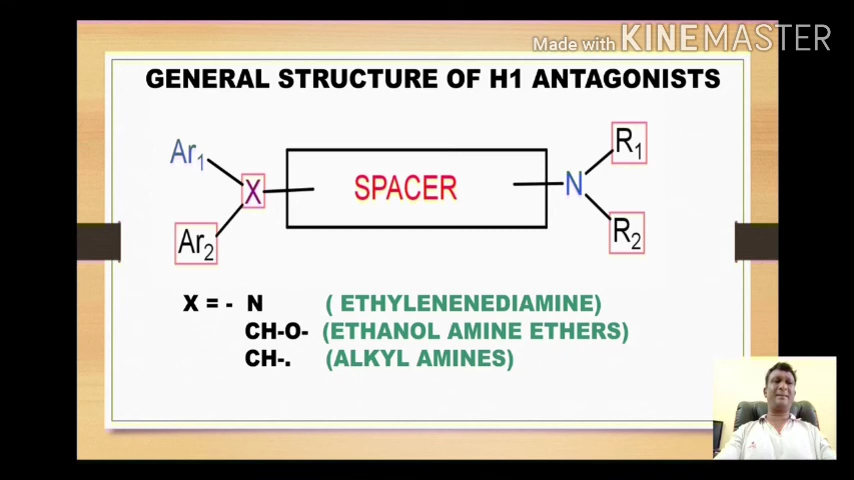 Made with KINEMASTER
GENERAL STRUCTURE OF H1 ANTAGONISTS
Ar1
R1
X
SPACER
N
Ar2
R2
X = - N ( ETHYLENENEDIAMINE)
CH-O- (ETHANOL AMINE ETHERS)
CH-. (ALKYL AMINES)